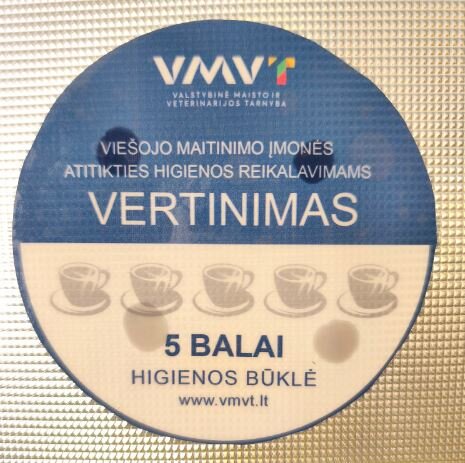 VMVT
VALSTYBINĖ MAISTO IR
VETERINARIJOS TARNYBA
VIEŠOJO MAITINIMO ĮMONĖS
ATITIKTIES HIGIENOS REIKALAVIMAMS
VERTINIMAS
5 BALAI
HIGIENOS BŪKLĖ
www.vmvt.lt